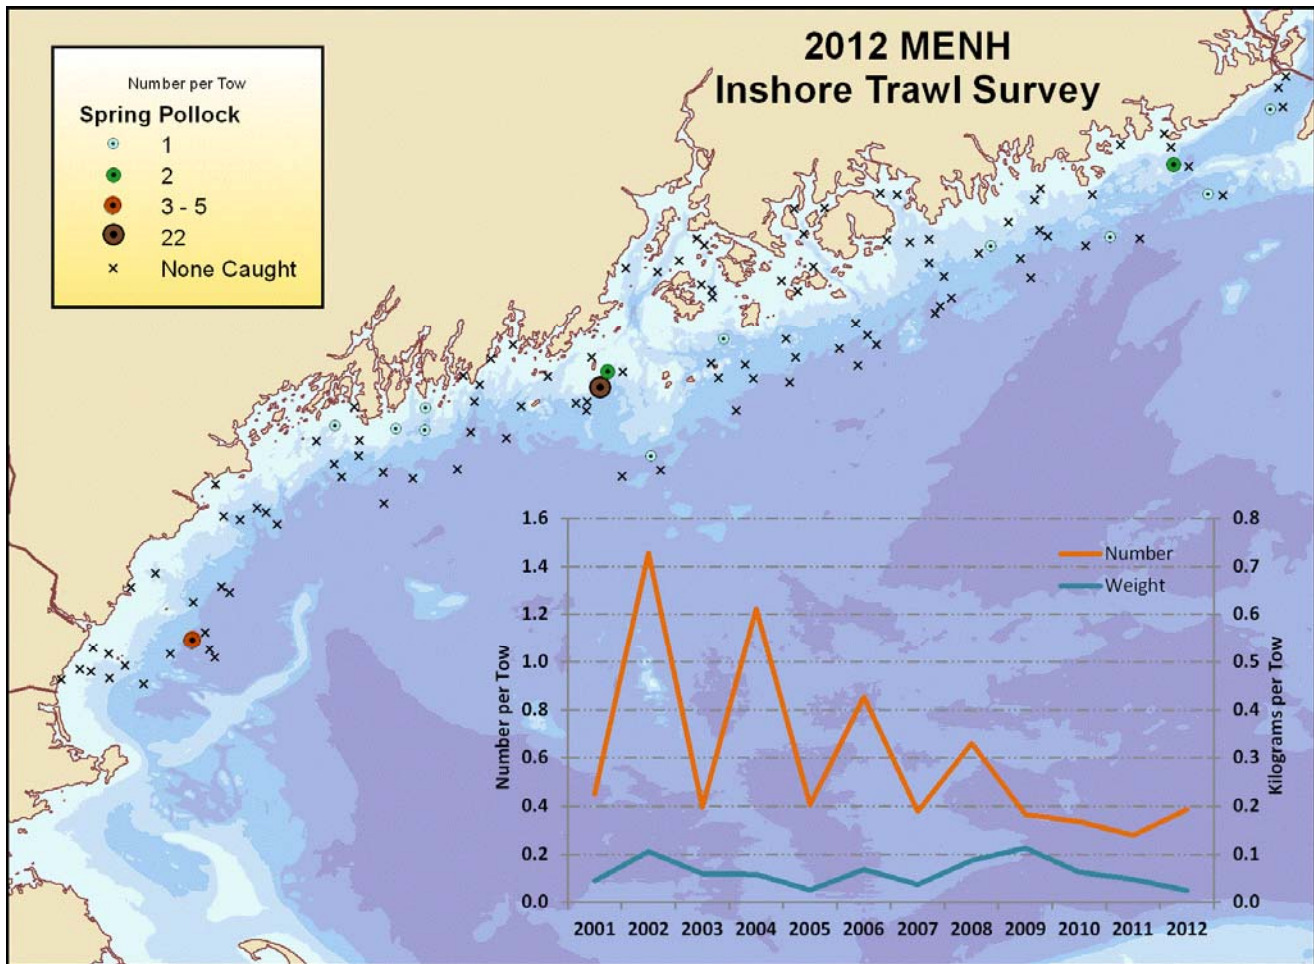 2012 MENH
Inshore Trawl Survey
Number per Tow
Spring Pollock
1
2
3 - 5
22
None Caught
1.6
1.4
1.2
1.0
0.8
0.6
0.4
0.2
0.0
Number per Tow
Number
Weight
0.8
0.7
0.6
0.5
0.4
0.3
0.2
0.1
0.0
Kilograms per Tow
2001 2002 2003 2004 2005 2006 2007 2008 2009 2010 2011 2012